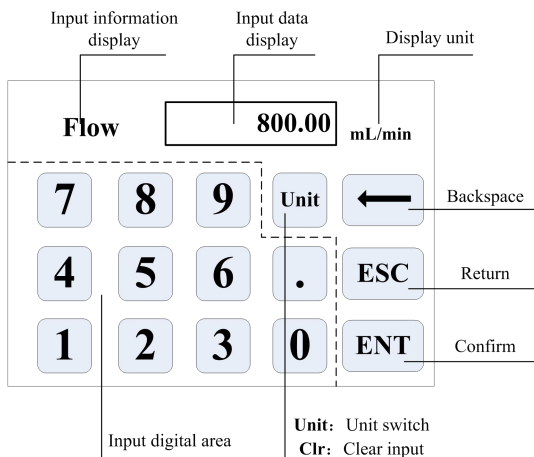 Input information
display
Input data
display
Display unit
Flow
800.00
mL/min
7 8 9 Unit
Backspace
4 5 6 . ESC
Return
1 2 3 0 ENT
Confirm
Input digital area
Unit: Unit switch
Clr: Clear input